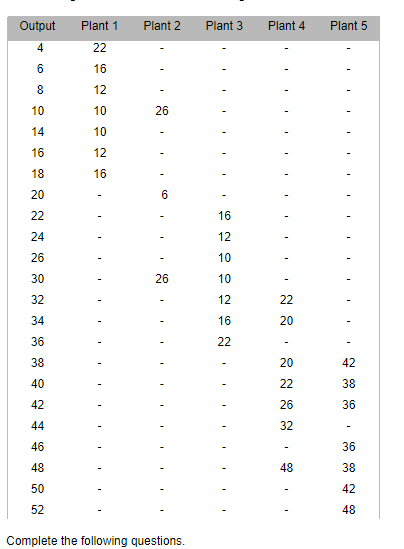 Output Plant 1 Plant 2 Plant 3 Plant 4 Plant 5
4 22 - - - -
6 16 - - - -
8 12 - - - -
10 10 26 - - -
14 10 - - - -
16 12 - - - -
18 16 - - - -
20 - 6 - - -
22 - - 16 - -
24 - - 12 - -
26 - - 10 - -
30 - 26 10 - -
32 - - 12 22 -
34 - - 16 20 -
36 - - 22 - -
38 - - - 20 42
40 - - - 22 38
42 - - - 26 36
44 - - - 32 -
46 - - - - 36
48 - - - 48 38
50 - - - - 42
52 - - - - 48
Complete the following questions.